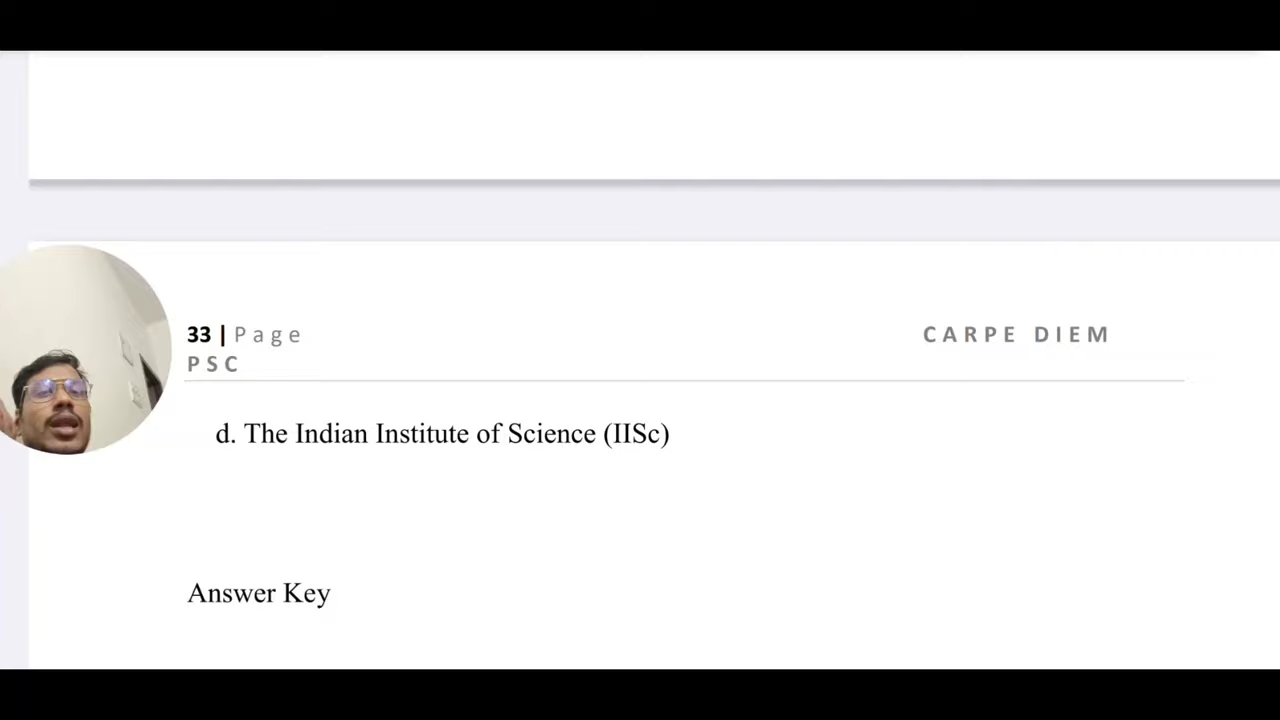 33 | Page CARPE DIEM
PSC
d. The Indian Institute of Science (IISc)
Answer Key